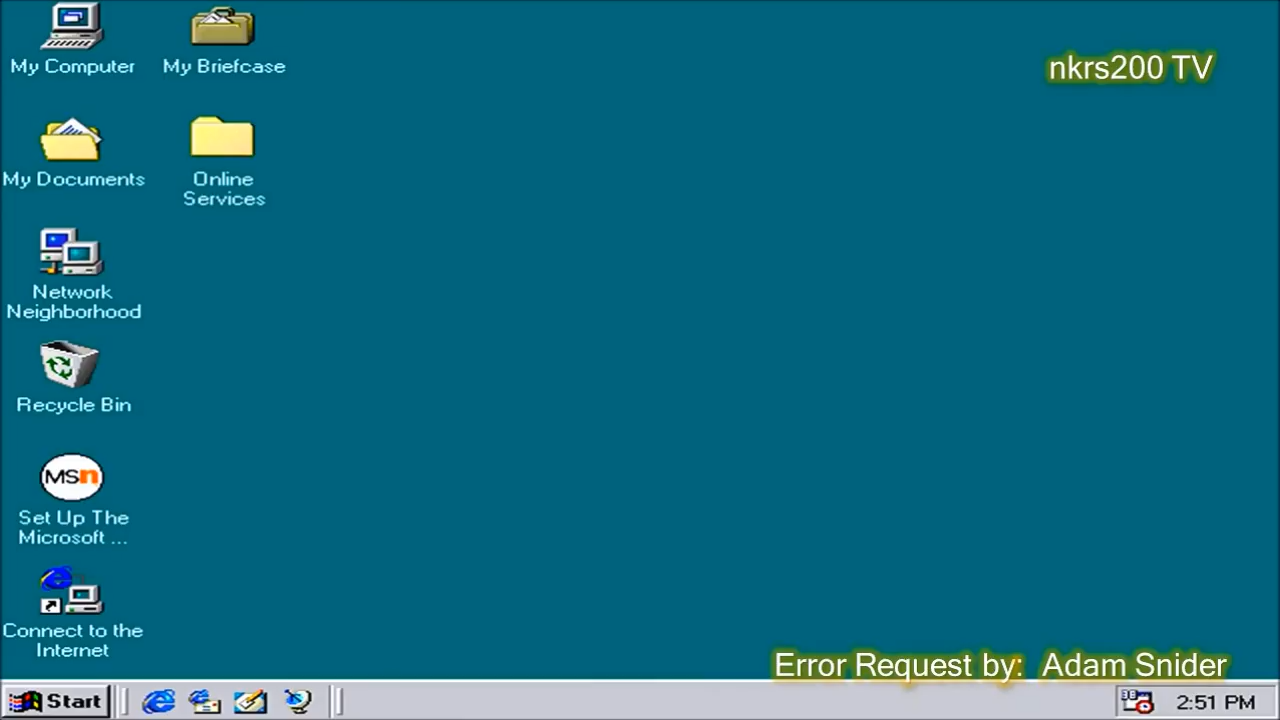 My Computer
My Briefcase
nkrs200 TV
My Documents
Online
Services
Network
Neighborhood
Recycle Bin
MSn
Set Up The
Microsoft ...
Connect to the
Internet
Error Request by:  Adam Snider
Start
2:51 PM